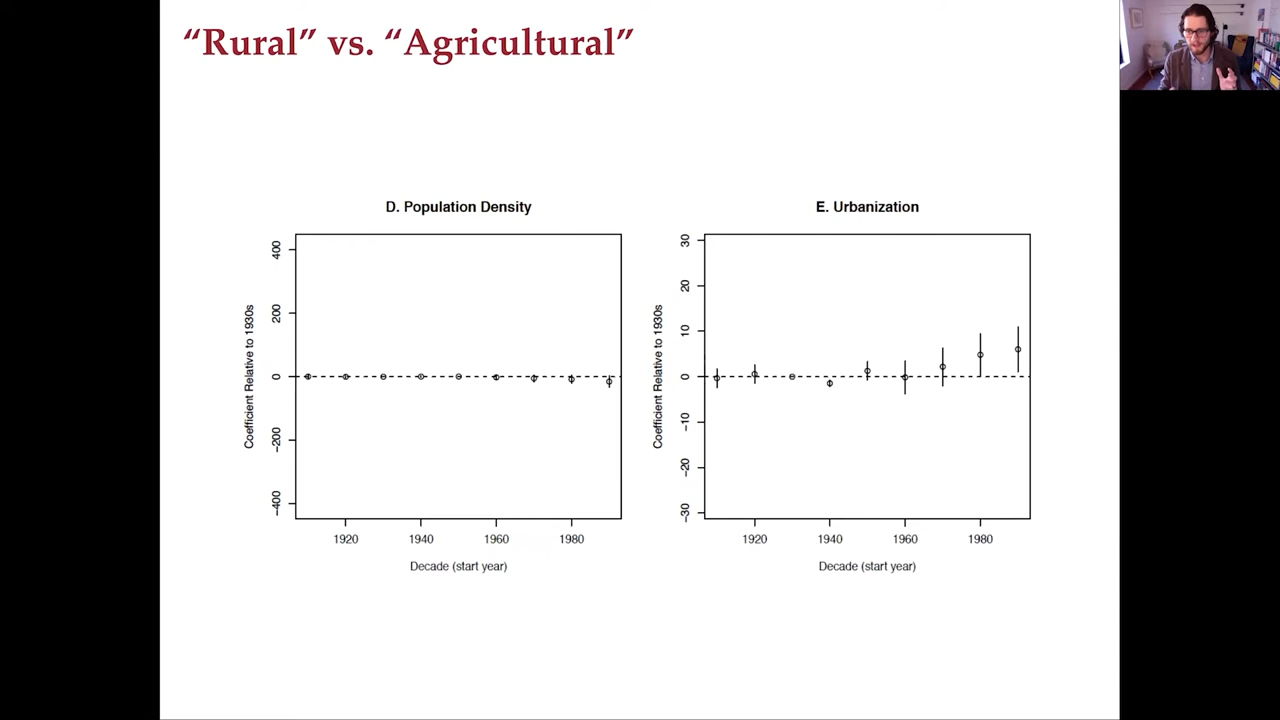 “Rural” vs. “Agricultural”
D. Population Density
Coefficient Relative to 1930s
400
200
0
−200
−400
1920 1940 1960 1980
Decade (start year)
E. Urbanization
Coefficient Relative to 1930s
30
20
10
0
−10
−20
−30
1920 1940 1960 1980
Decade (start year)